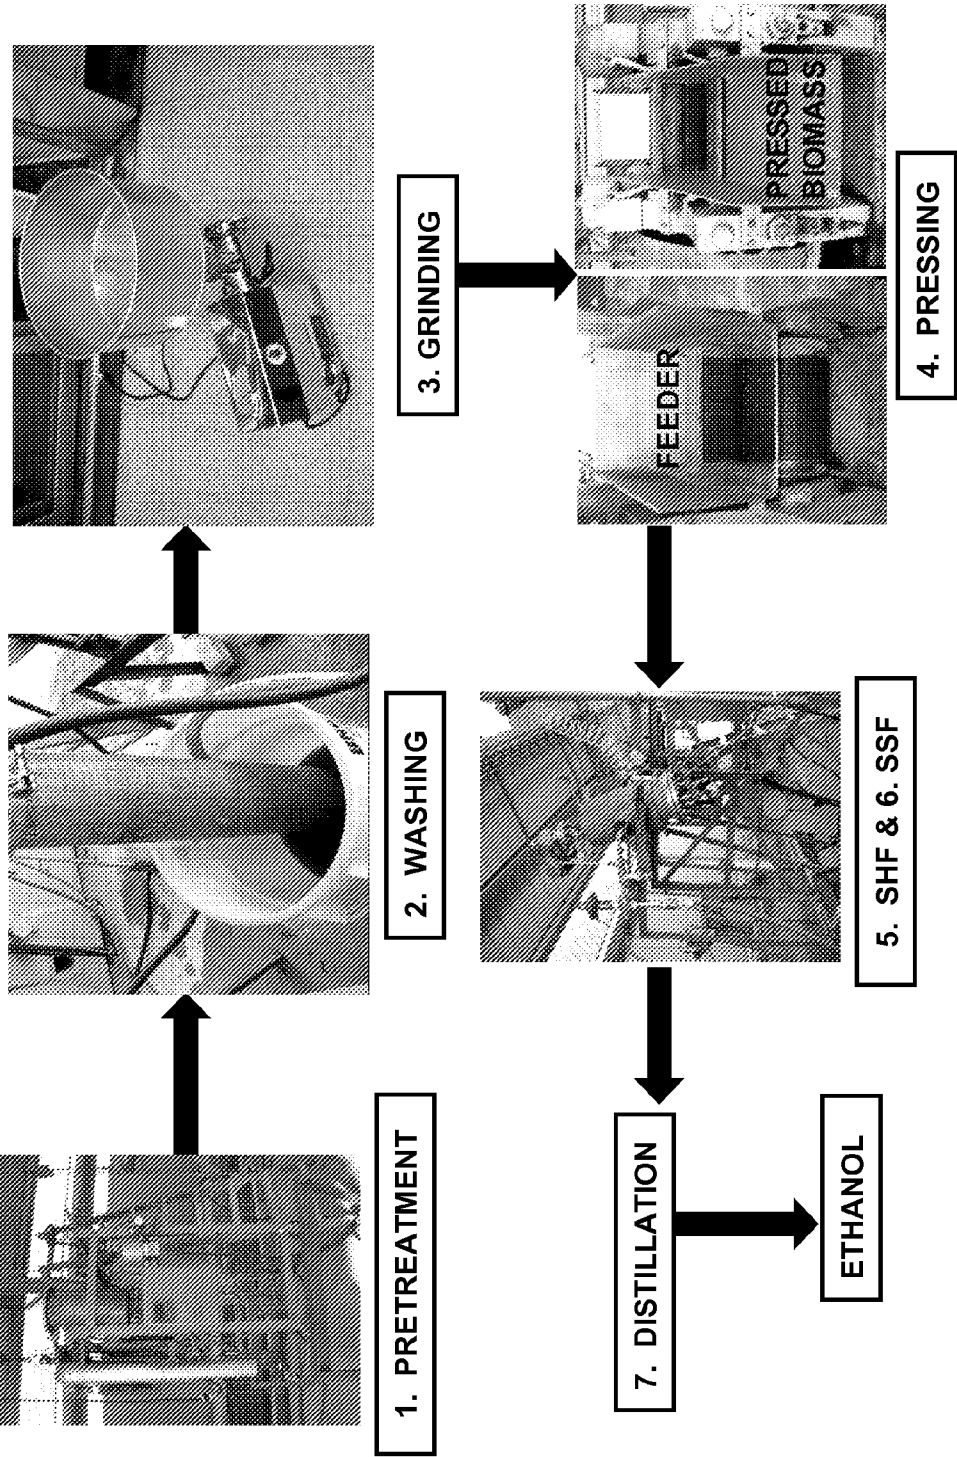 1. PRETREATMENT
2. WASHING
3. GRINDING
FEEDER
PRESSED
BIOMASS
4. PRESSING
5. SHF & 6. SSF
7. DISTILLATION
ETHANOL